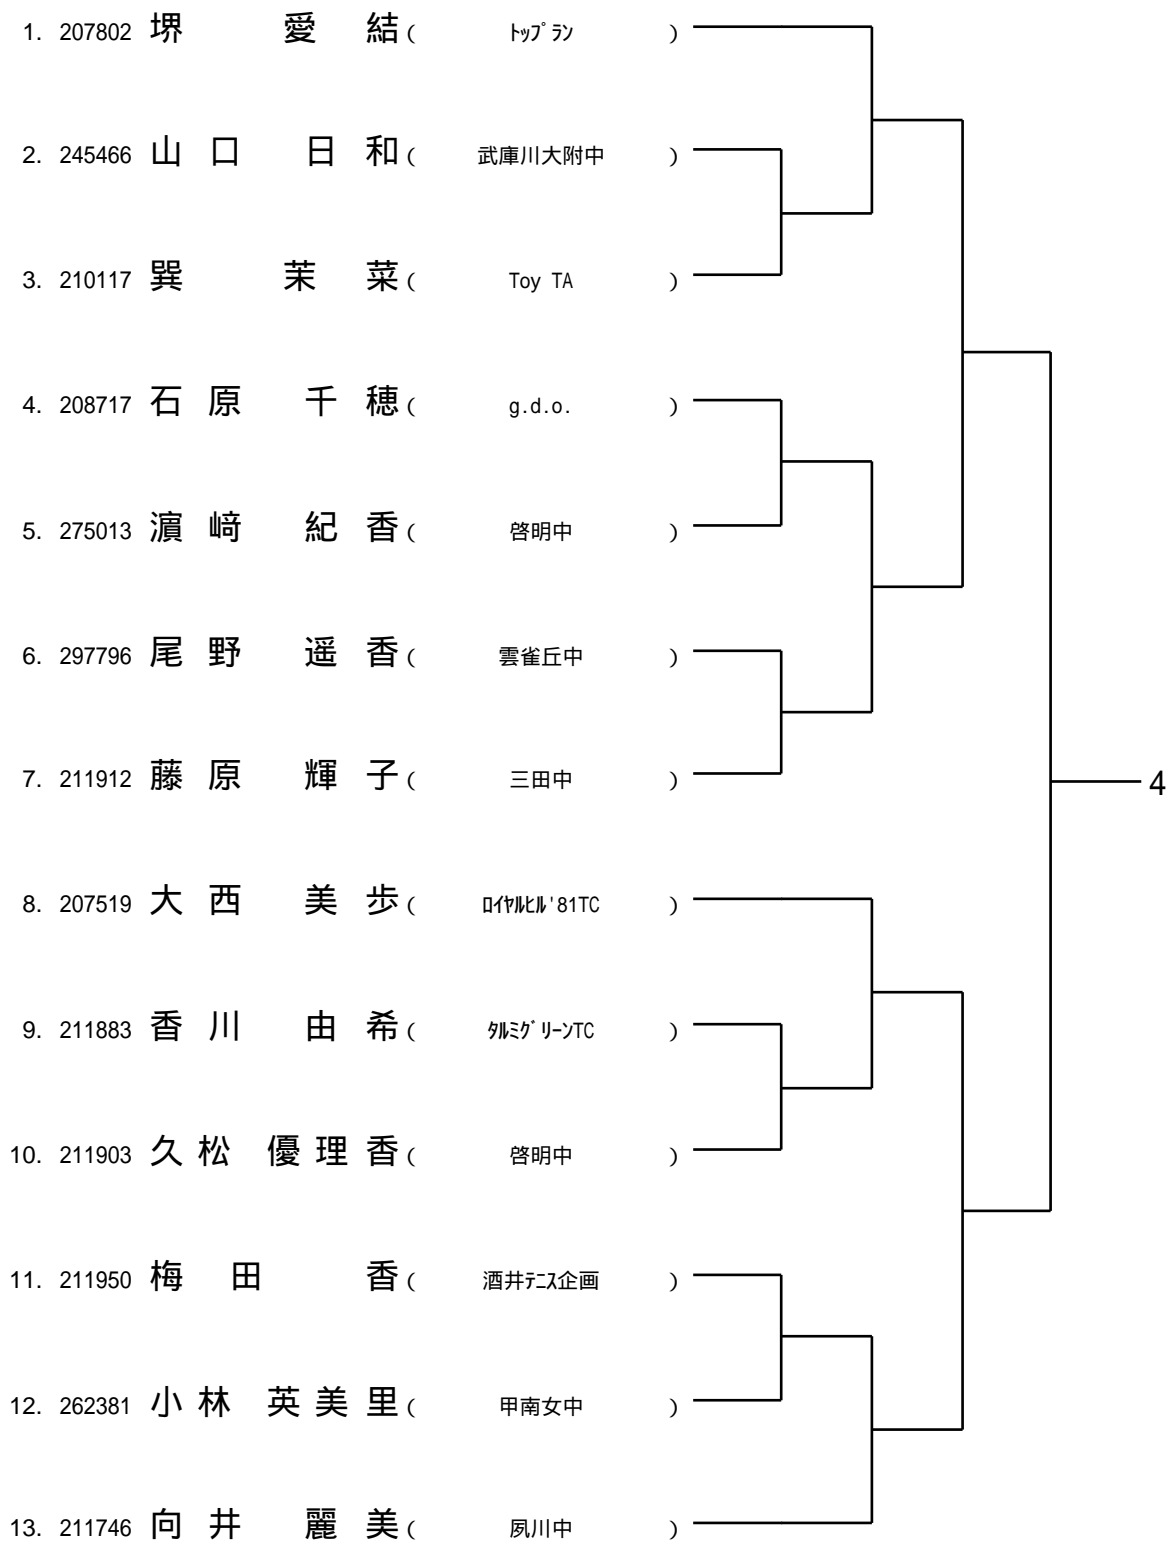 1. 207802 堺 愛 結 ( ﾄｯﾌﾟﾗﾝ )
2. 245466 山 口 日 和 ( 武庫川大附中 )
3. 210117 巽 茉 菜 ( Toy TA )
4. 208717 石 原 千 穂 ( g.d.o. )
5. 275013 濵 﨑 紀 香 ( 啓明中 )
6. 297796 尾 野 遥 香 ( 雲雀丘中 )
7. 211912 藤 原 輝 子 ( 三田中 )
4
8. 207519 大 西 美 歩 ( ﾛｲﾔﾙﾋﾙ'81TC )
9. 211883 香 川 由 希 ( ﾀﾙﾐｸﾞﾘｰﾝTC )
10. 211903 久 松 優 理 香 ( 啓明中 )
11. 211950 梅 田 香 ( 酒井ﾃﾆｽ企画 )
12. 262381 小 林 英 美 里 ( 甲南女中 )
13. 211746 向 井 麗 美 ( 夙川中 )